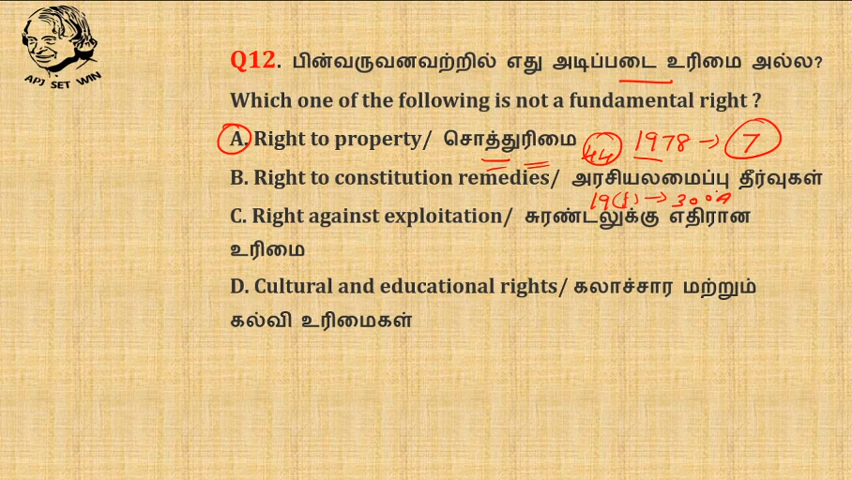 APJ SET WIN
Q12. பின்வருவனவற்றில் எது அடிப்படை உரிமை அல்ல?
Which one of the following is not a fundamental right ?
A. Right to property/ சொத்துரிமை 44 1978 → 7
B. Right to constitution remedies/ அரசியலமைப்பு தீர்வுகள்
19(f) → 300A
C. Right against exploitation/ சுரண்டலுக்கு எதிரான
உரிமை
D. Cultural and educational rights/ கலாச்சார மற்றும்
கல்வி உரிமைகள்